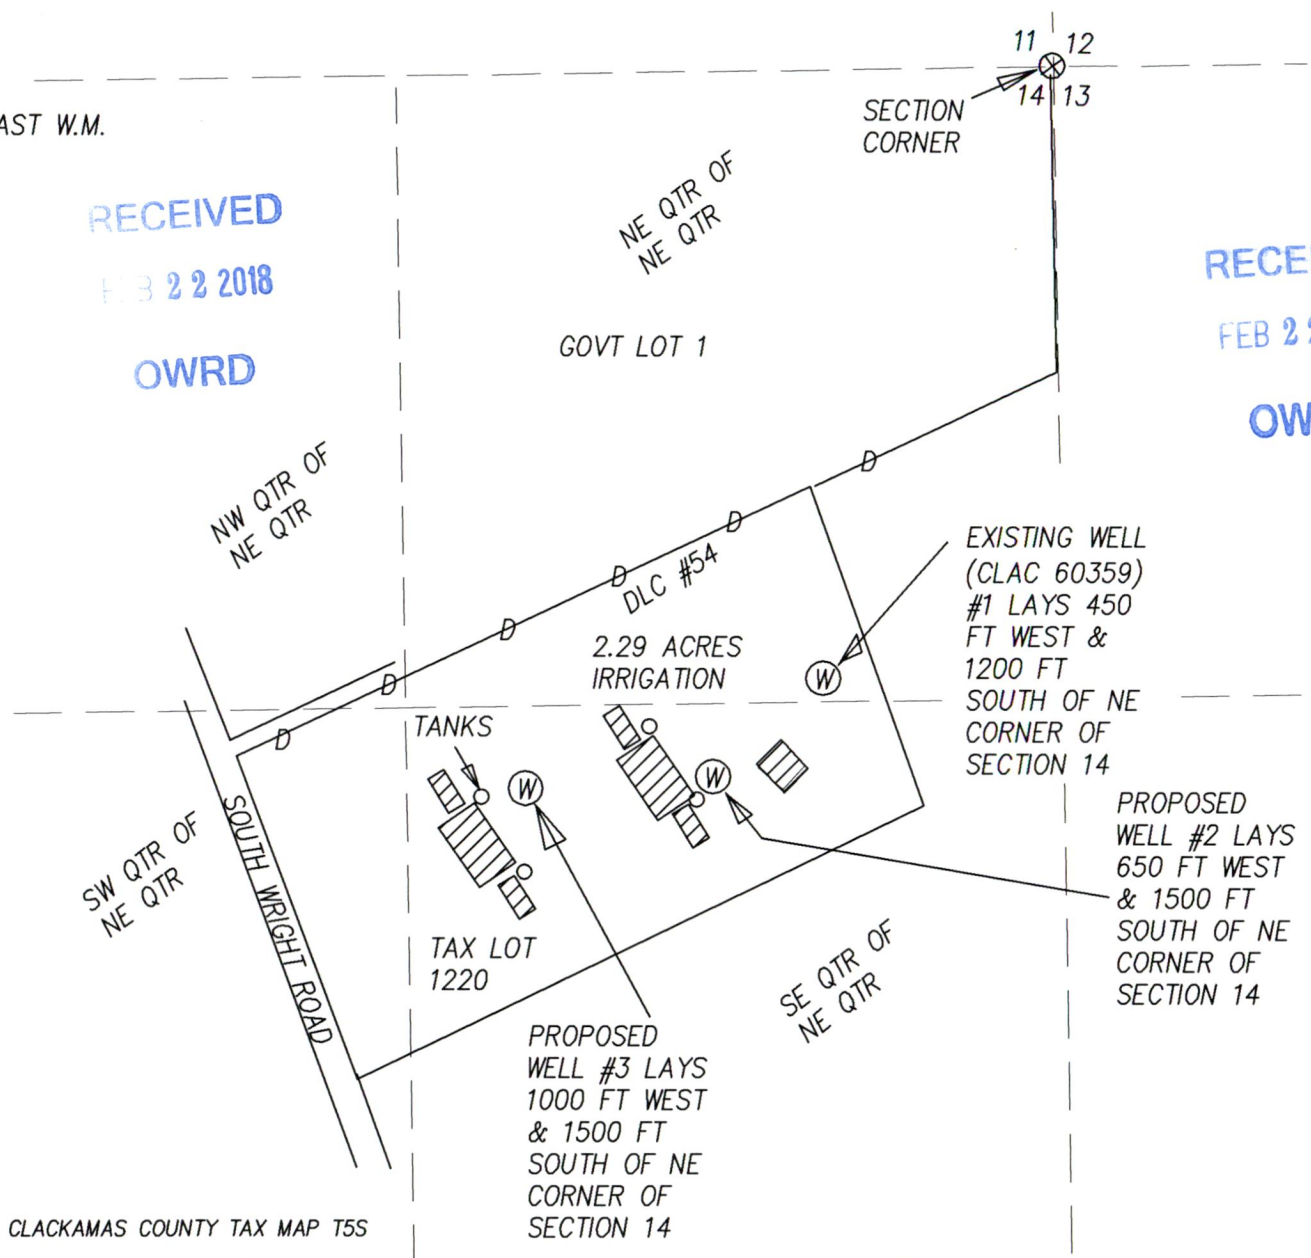 11 12
14 13
SECTION
CORNER
AST W.M.
RECEIVED
FEB 22 2018
OWRD
NE QTR OF
NE QTR
RECEI
FEB 22
OW
GOVT LOT 1
NW QTR OF
NE QTR
D
D
D
D
D
D
DLC #54
2.29 ACRES
IRRIGATION
EXISTING WELL
(CLAC 60359)
#1 LAYS 450
FT WEST &
1200 FT
SOUTH OF NE
CORNER OF
SECTION 14
W
TANKS
W
W
PROPOSED
WELL #2 LAYS
650 FT WEST
& 1500 FT
SOUTH OF NE
CORNER OF
SECTION 14
SW QTR OF
NE QTR
SOUTH WRIGHT ROAD
TAX LOT
1220
SE QTR OF
NE QTR
PROPOSED
WELL #3 LAYS
1000 FT WEST
& 1500 FT
SOUTH OF NE
CORNER OF
SECTION 14
CLACKAMAS COUNTY TAX MAP T5S